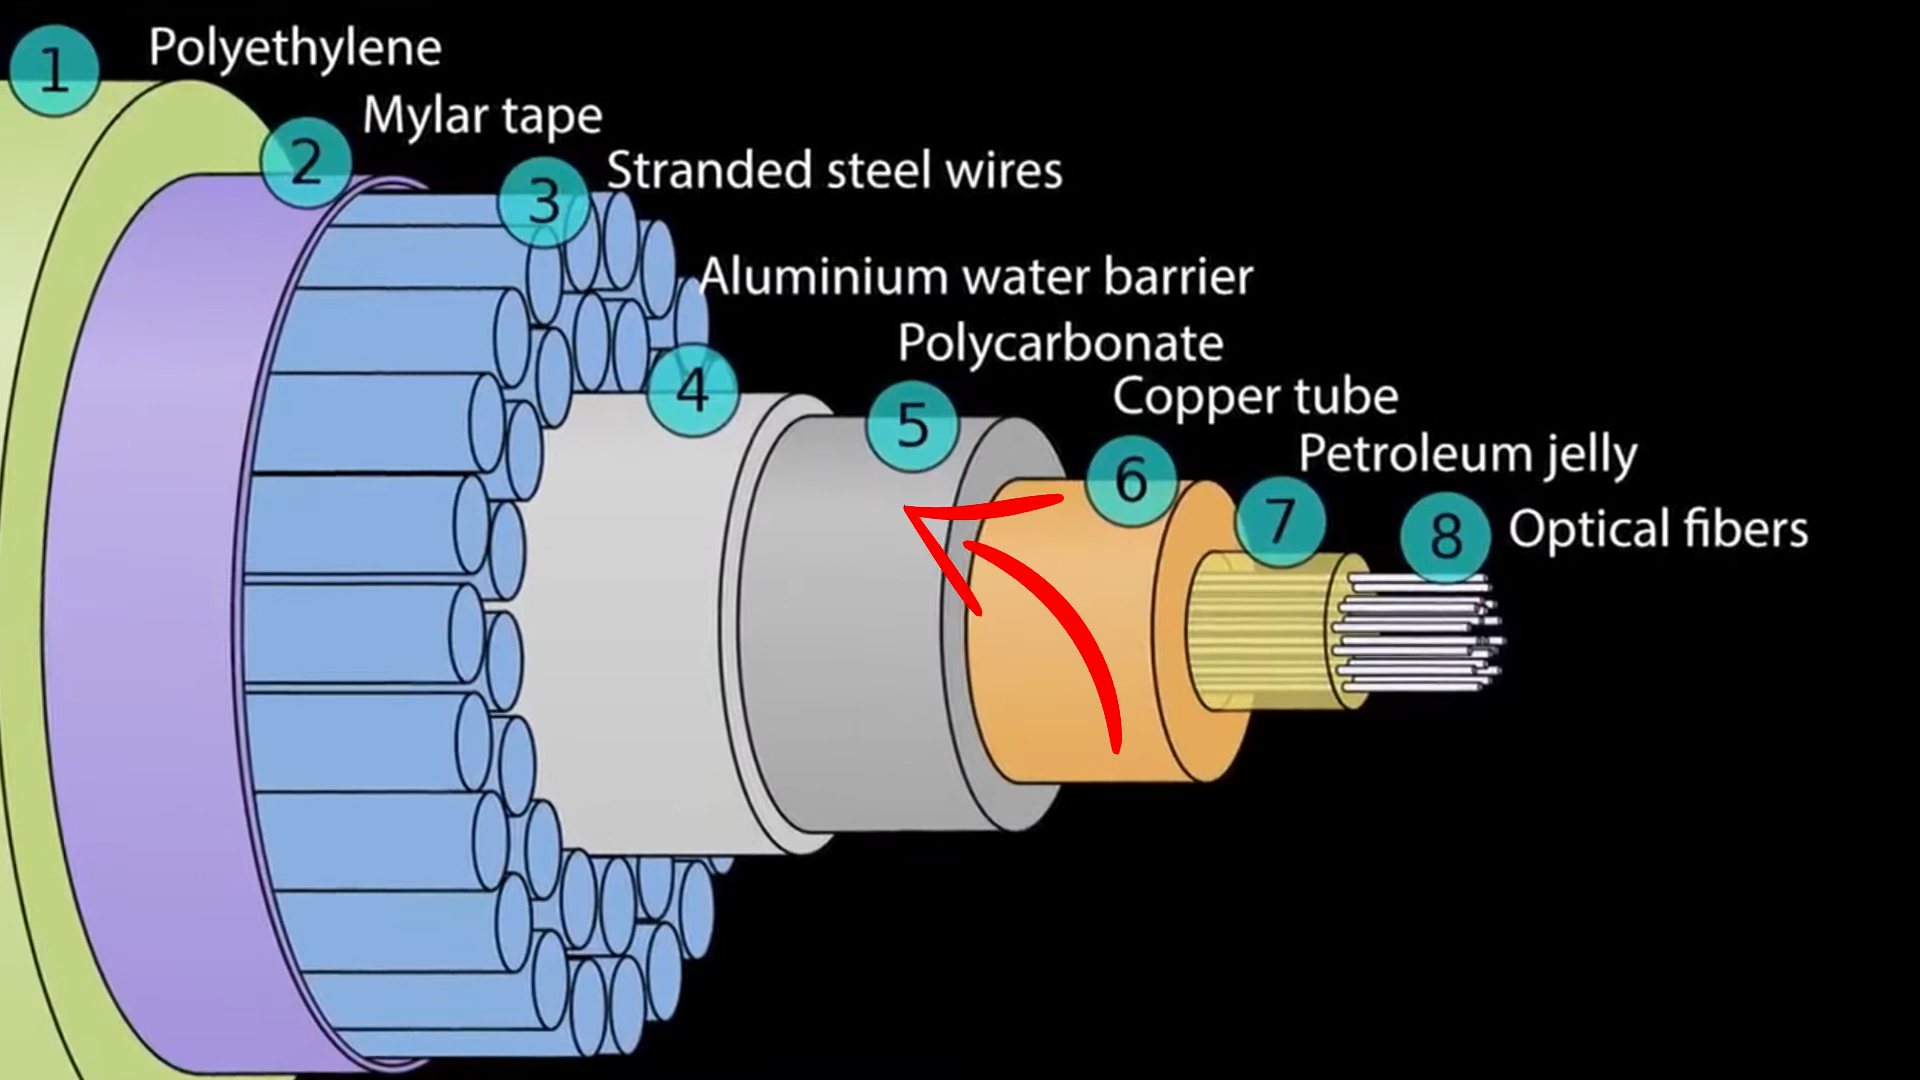 1 Polyethylene
2 Mylar tape
3 Stranded steel wires
4 Aluminium water barrier
5 Polycarbonate
6 Copper tube
7 Petroleum jelly
8 Optical fibers